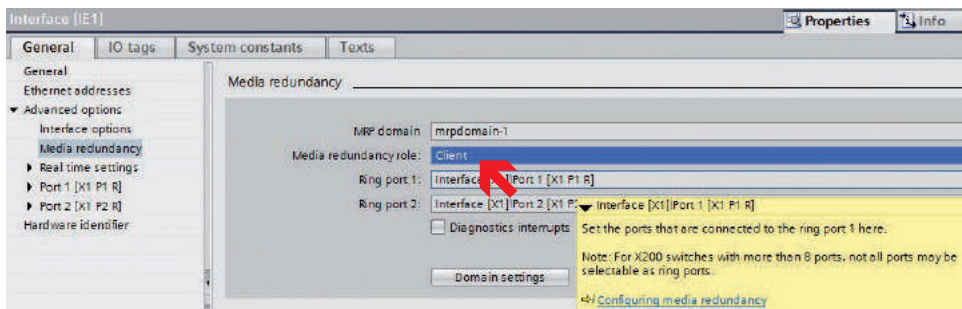 Interface [IE1]
Properties
Info
General
IO tags
System constants
Texts
General
Ethernet addresses
Advanced options
Interface options
Media redundancy
Real time settings
Port 1 [X1 P1 R]
Port 2 [X1 P2 R]
Hardware identifier
Media redundancy
MRP domain
mrpdomain-1
Media redundancy role:
Client
Ring port 1:
Interface Port 1 [X1 P1 R]
Ring port 2:
Interface [X1]\Port 2 [X1
Diagnostics interrupts
Domain settings
Interface [X1]\Port 1 [X1 P1 R]
Set the ports that are connected to the ring port 1 here.
Note: For X200 switches with more than 8 ports, not all ports may be
selectable as ring ports.
Configuring media redundancy